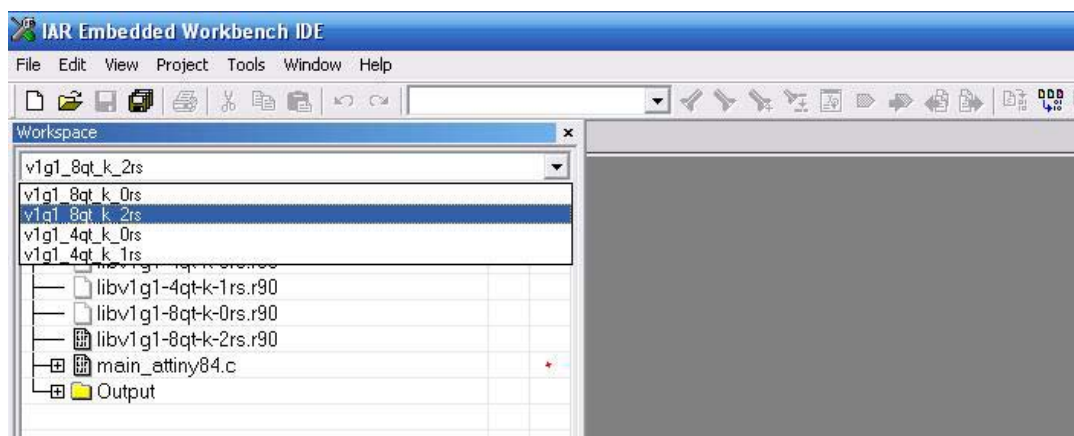 IAR Embedded Workbench IDE
File Edit View Project Tools Window Help
Workspace
v1g1_8qt_k_2rs
v1g1_8qt_k_0rs
v1g1_8qt_k_2rs
v1g1_4qt_k_0rs
v1g1_4qt_k_1rs
libv1g1-4qt-k-1rs.r90
libv1g1-8qt-k-0rs.r90
libv1g1-8qt-k-2rs.r90
main_attiny84.c
Output